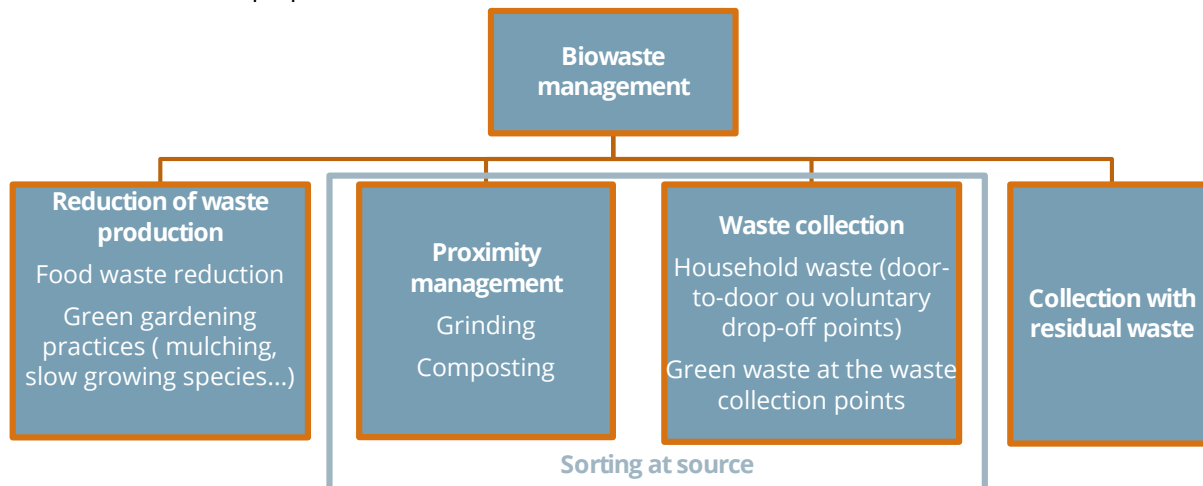 Biowaste
management
Reduction of waste
production
Food waste reduction
Green gardening
practices ( mulching,
slow growing species...)
Proximity
management
Grinding
Composting
Waste collection
Household waste (door-
to-door ou voluntary
drop-off points)
Green waste at the waste
collection points
Collection with
residual waste
Sorting at source